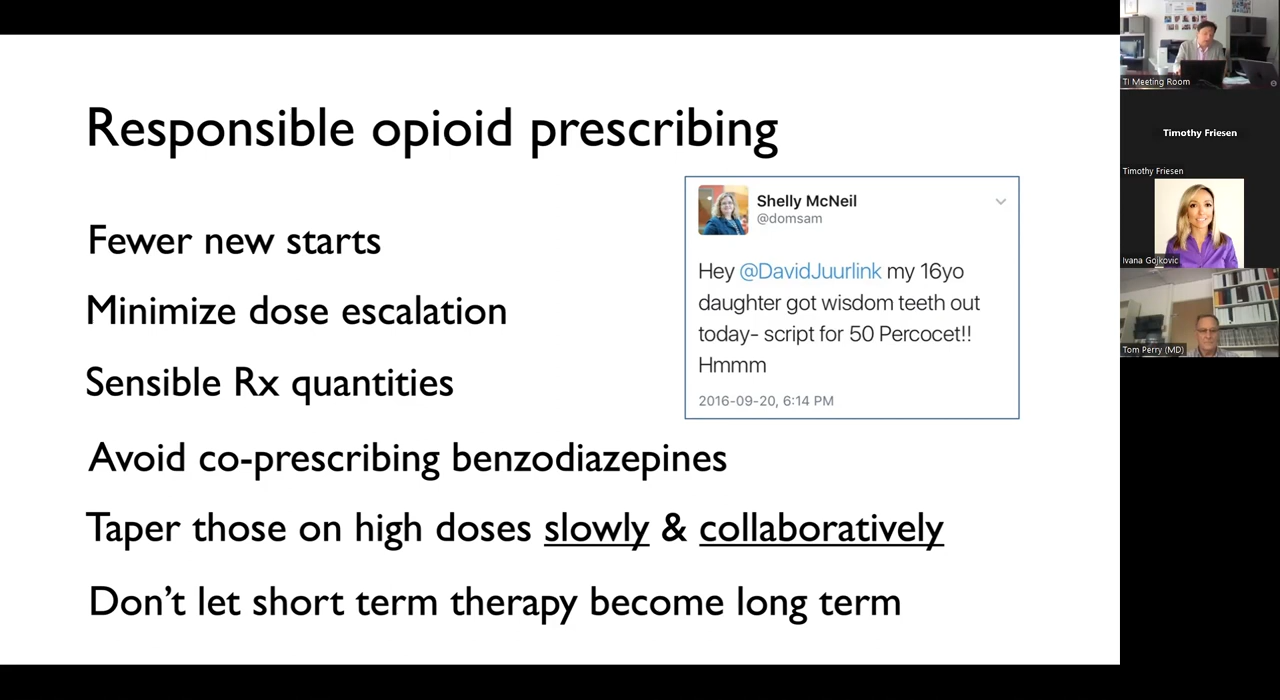 Responsible opioid prescribing
Fewer new starts
Minimize dose escalation
Sensible Rx quantities
Avoid co-prescribing benzodiazepines
Taper those on high doses slowly & collaboratively
Don't let short term therapy become long term
Shelly McNeil
@domsam
Hey @DavidJuurlink my 16yo
daughter got wisdom teeth out
today- script for 50 Percocet!!
Hmmm
2016-09-20, 6:14 PM
TI Meeting Room
Timothy Friesen
Timothy Friesen
Ivana Gojkovic
Tom Perry (MD)